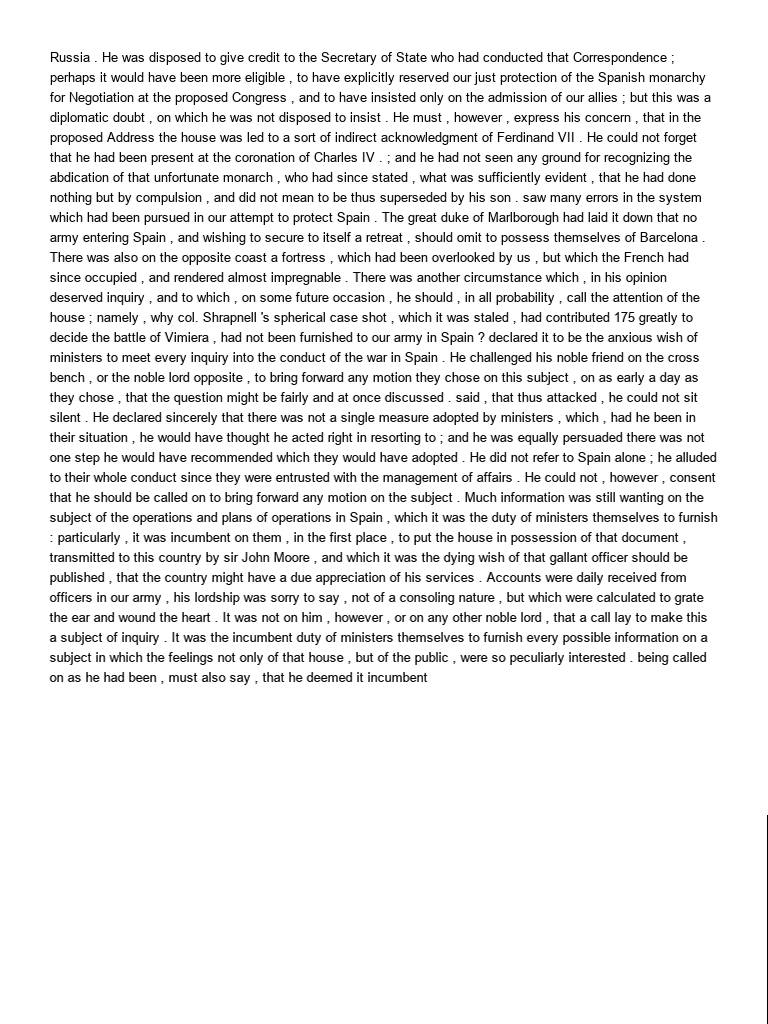 Russia . He was disposed to give credit to the Secretary of State who had conducted that Correspondence ;
perhaps it would have been more eligible , to have explicitly reserved our just protection of the Spanish monarchy
for Negotiation at the proposed Congress , and to have insisted only on the admission of our allies ; but this was a
diplomatic doubt , on which he was not disposed to insist . He must , however , express his concern , that in the
proposed Address the house was led to a sort of indirect acknowledgment of Ferdinand VII . He could not forget
that he had been present at the coronation of Charles IV . ; and he had not seen any ground for recognizing the
abdication of that unfortunate monarch , who had since stated , what was sufficiently evident , that he had done
nothing but by compulsion , and did not mean to be thus superseded by his son . saw many errors in the system
which had been pursued in our attempt to protect Spain . The great duke of Marlborough had laid it down that no
army entering Spain , and wishing to secure to itself a retreat , should omit to possess themselves of Barcelona .
There was also on the opposite coast a fortress , which had been overlooked by us , but which the French had
since occupied , and rendered almost impregnable . There was another circumstance which , in his opinion
deserved inquiry , and to which , on some future occasion , he should , in all probability , call the attention of the
house ; namely , why col. Shrapnell 's spherical case shot , which it was staled , had contributed 175 greatly to
decide the battle of Vimiera , had not been furnished to our army in Spain ? declared it to be the anxious wish of
ministers to meet every inquiry into the conduct of the war in Spain . He challenged his noble friend on the cross
bench , or the noble lord opposite , to bring forward any motion they chose on this subject , on as early a day as
they chose , that the question might be fairly and at once discussed . said , that thus attacked , he could not sit
silent . He declared sincerely that there was not a single measure adopted by ministers , which , had he been in
their situation , he would have thought he acted right in resorting to ; and he was equally persuaded there was not
one step he would have recommended which they would have adopted . He did not refer to Spain alone ; he alluded
to their whole conduct since they were entrusted with the management of affairs . He could not , however , consent
that he should be called on to bring forward any motion on the subject . Much information was still wanting on the
subject of the operations and plans of operations in Spain , which it was the duty of ministers themselves to furnish
: particularly , it was incumbent on them , in the first place , to put the house in possession of that document ,
transmitted to this country by sir John Moore , and which it was the dying wish of that gallant officer should be
published , that the country might have a due appreciation of his services . Accounts were daily received from
officers in our army , his lordship was sorry to say , not of a consoling nature , but which were calculated to grate
the ear and wound the heart . It was not on him , however , or on any other noble lord , that a call lay to make this
a subject of inquiry . It was the incumbent duty of ministers themselves to furnish every possible information on a
subject in which the feelings not only of that house , but of the public , were so peculiarly interested . being called
on as he had been , must also say , that he deemed it incumbent